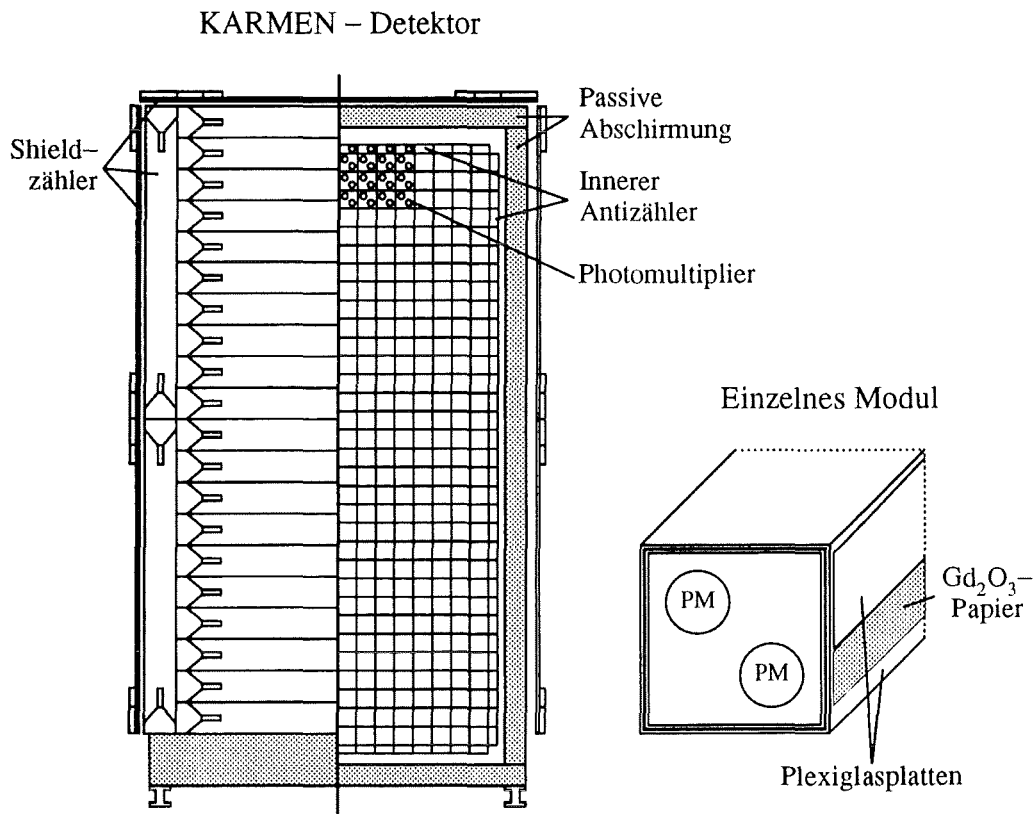 KARMEN – Detektor
Passive
Abschirmung
Shield–
zähler
Innerer
Antizähler
Photomultiplier
Einzelnes Modul
PM
PM
Gd₂O₃–
Papier
Plexiglasplatten